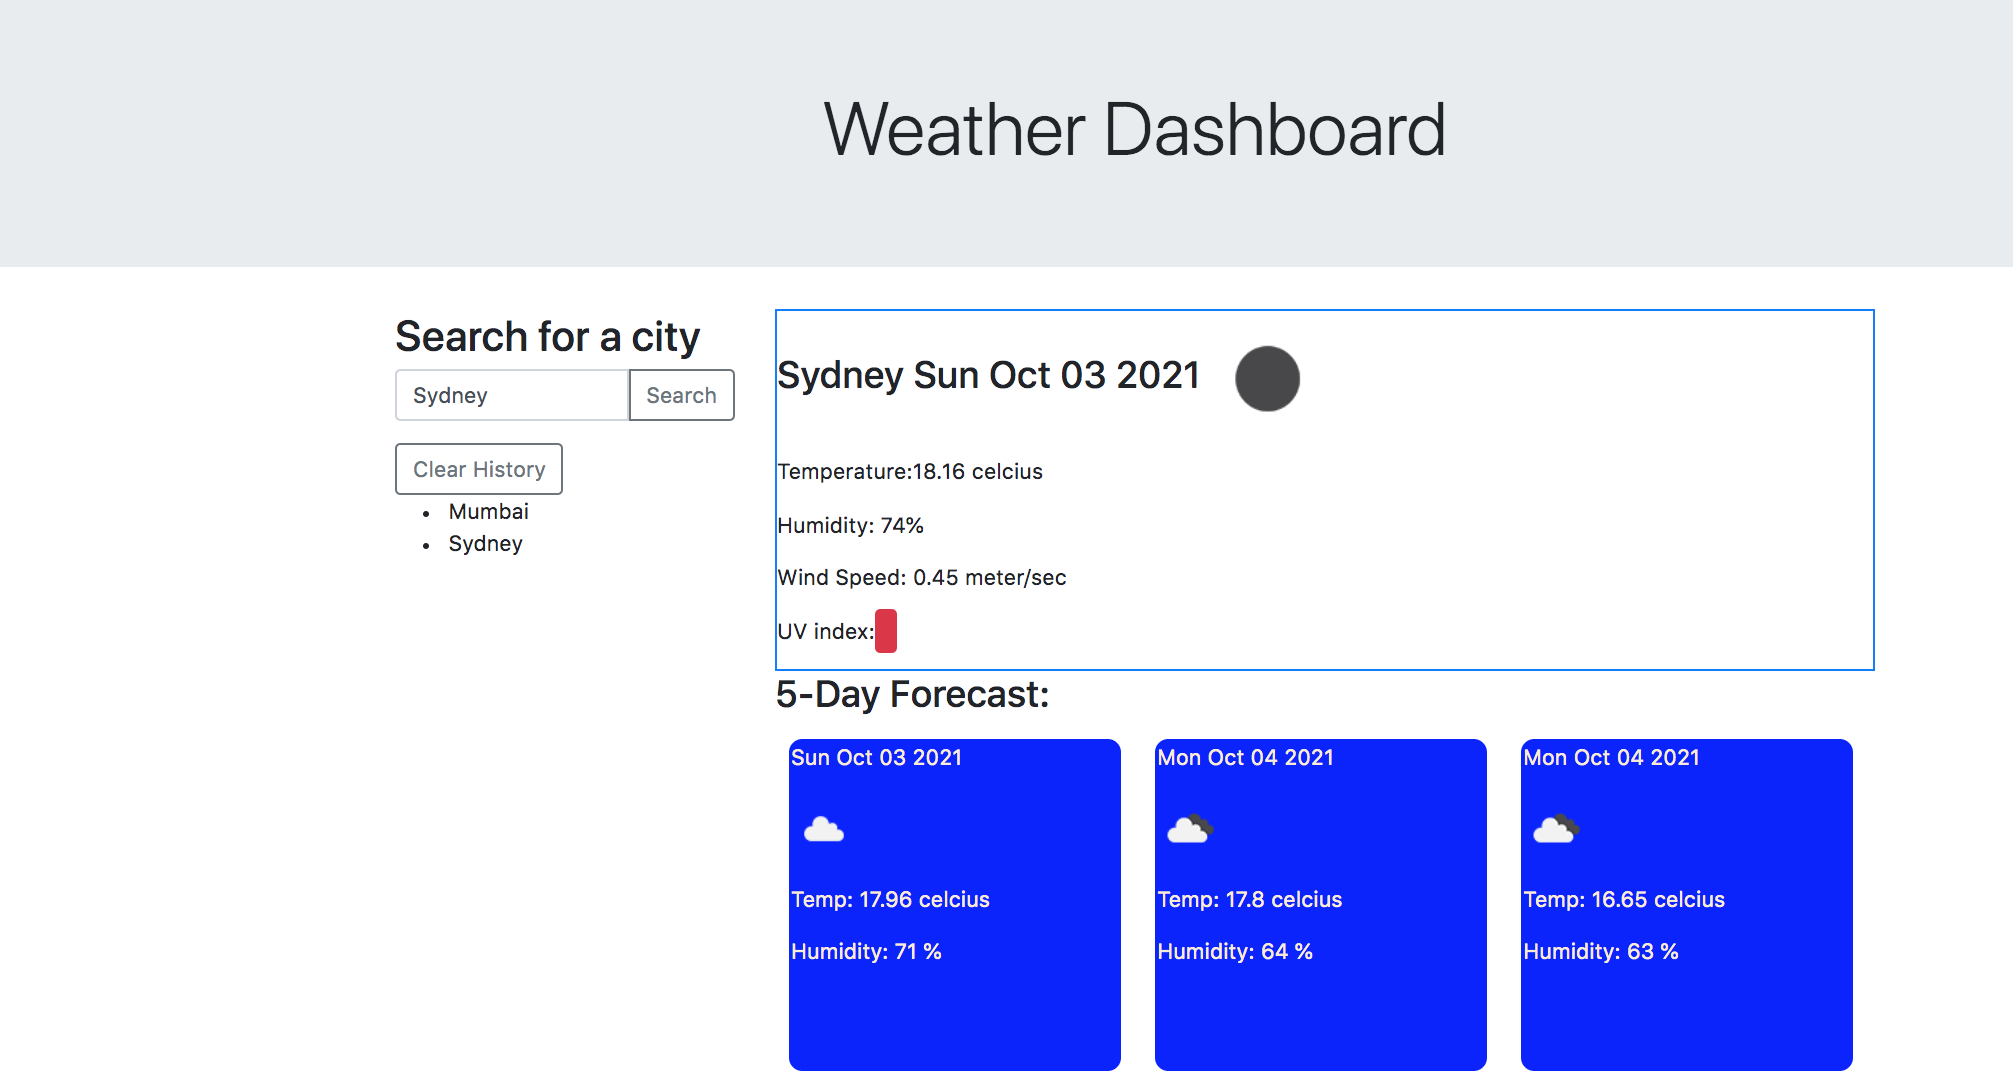 Weather Dashboard
Search for a city
Sydney
Search
Clear History
Mumbai
Sydney
Sydney Sun Oct 03 2021
Temperature:18.16 celcius
Humidity: 74%
Wind Speed: 0.45 meter/sec
UV index:
5-Day Forecast:
Sun Oct 03 2021
Temp: 17.96 celcius
Humidity: 71 %
Mon Oct 04 2021
Temp: 17.8 celcius
Humidity: 64 %
Mon Oct 04 2021
Temp: 16.65 celcius
Humidity: 63 %